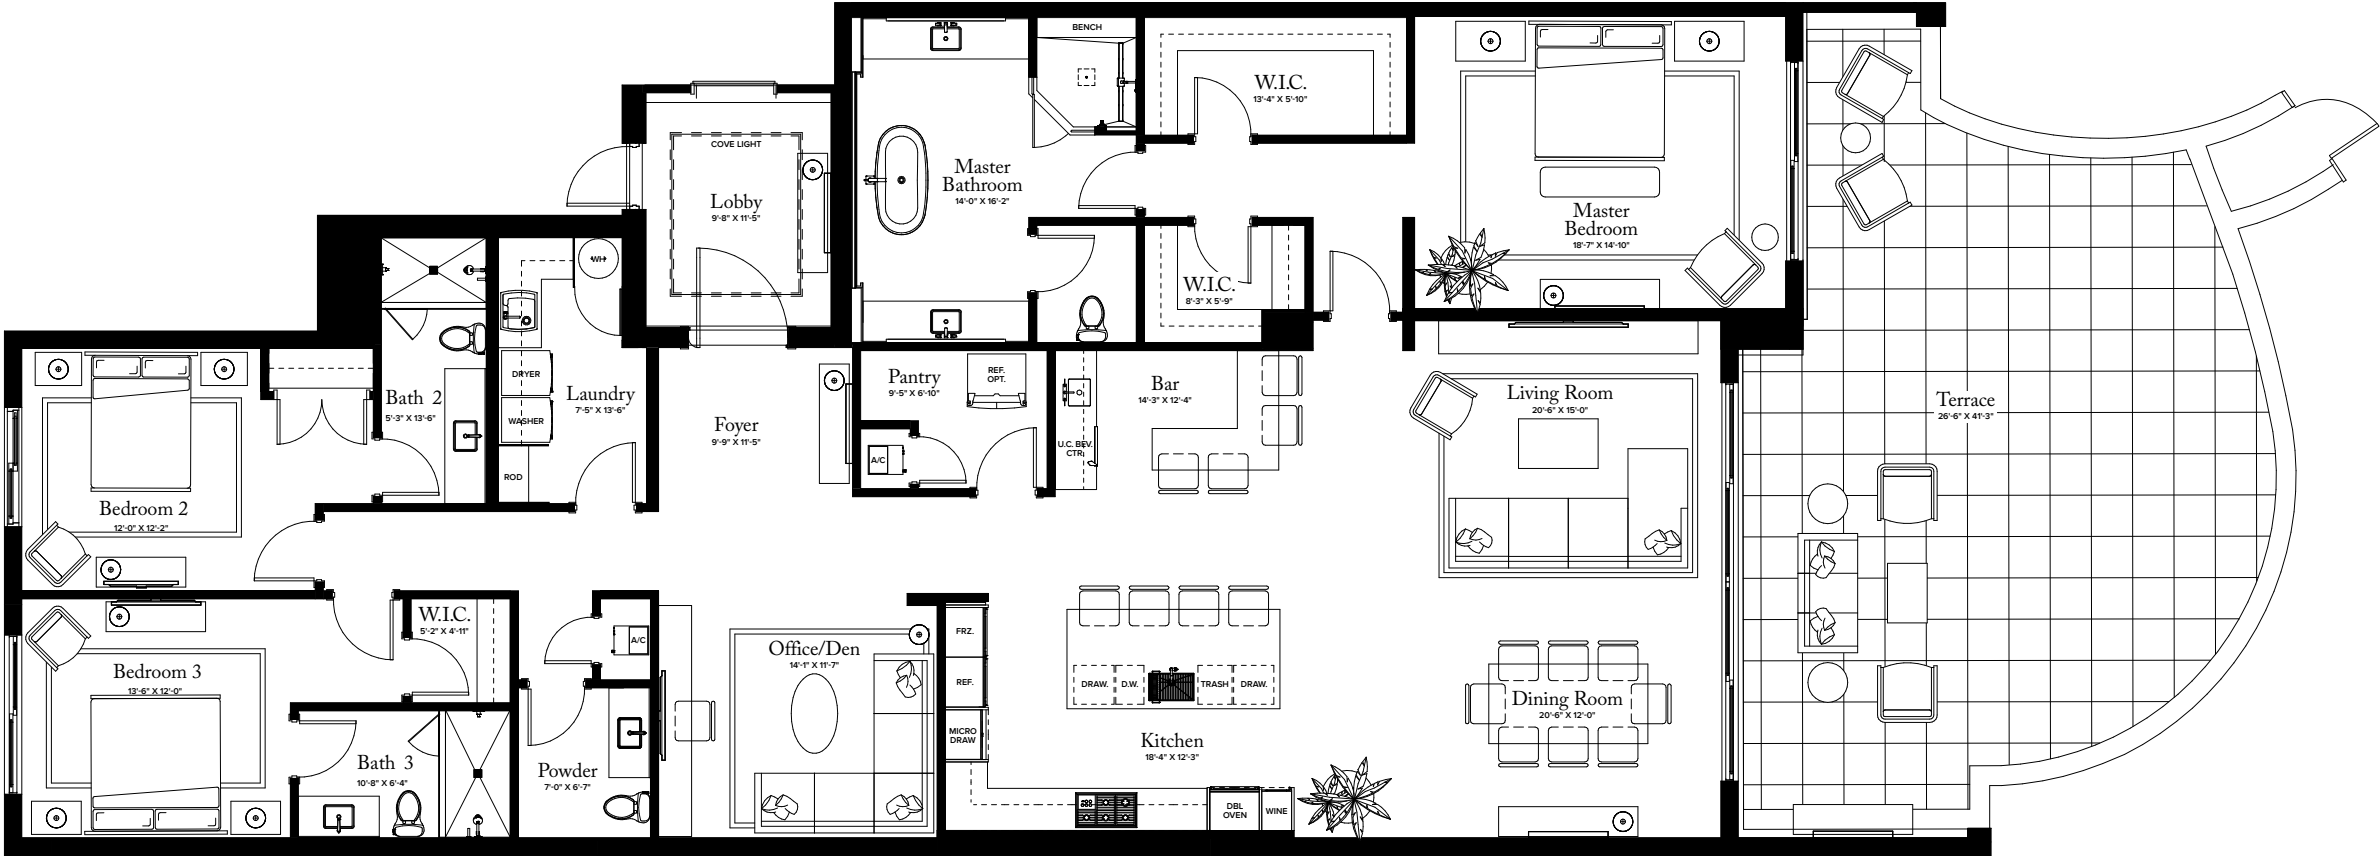 BENCH
W.I.C.
13'-4" X 5'-10"
COVE LIGHT
Lobby
9'-8" X 11'-5"
Master
Bathroom
14'-0" X 16'-2"
Master
Bedroom
18'-7" X 14'-10"
W.I.C.
8'-3" X 5'-9"
WH
DRYER
WASHER
ROD
Laundry
7'-5" X 13'-6"
Bath 2
5'-3" X 13'-6"
Bedroom 2
12'-0" X 12'-2"
Foyer
9'-9" X 11'-5"
Pantry
9'-5" X 6'-10"
REF.
OPT.
A/C
Bar
14'-3" X 12'-4"
U.C. BEV.
CTR.
Living Room
20'-6" X 15'-0"
Terrace
26'-6" X 41'-3"
W.I.C.
5'-2" X 4'-11"
A/C
Bedroom 3
13'-6" X 12'-0"
Bath 3
10'-8" X 6'-4"
Powder
7'-0" X 6'-7"
Office/Den
14'-1" X 11'-7"
FRZ.
REF.
MICRO
DRAW
DRAW.
D.W.
TRASH
DRAW.
Kitchen
18'-4" X 12'-3"
DBL
OVEN
WINE
Dining Room
20'-6" X 12'-0"